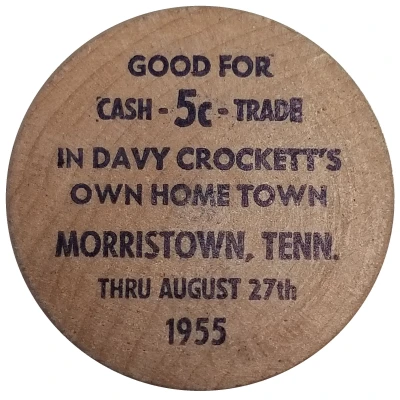 GOOD FOR
CASH - 5c - TRADE
IN DAVY CROCKETT'S
OWN HOME TOWN
MORRISTOWN, TENN.
THRU AUGUST 27th
1955